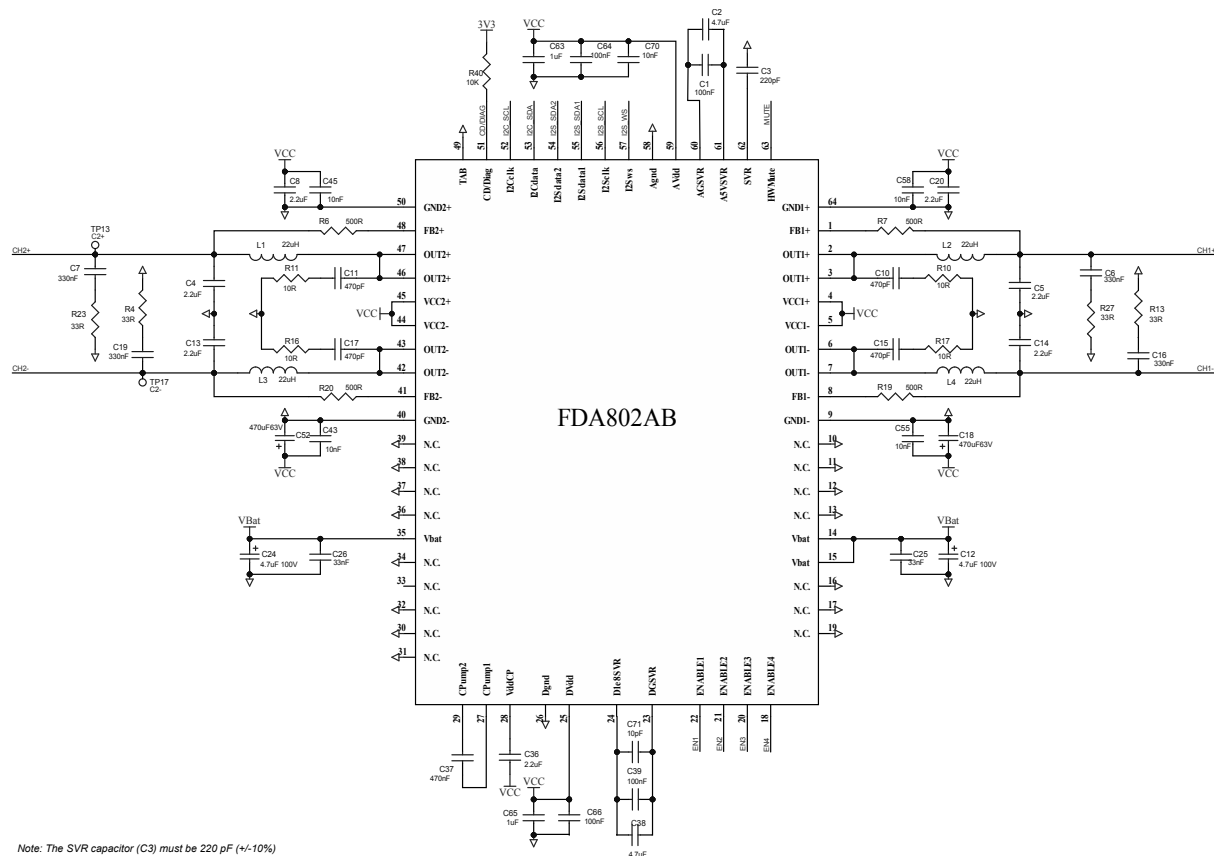 C2
4.7uF
3V3
VCC
C63
1uF
C64
100nF
C70
10nF
R40
10K
C1
100nF
C3
220pF
CD/DIAG
I2C_SCL
I2C_SDA
I2S_SDA2
I2S_SDA1
I2S_SCL
I2S_WS
MUTE
49
51
52
53
54
55
56
57
58
59
60
61
62
63
TAB
CD/Diag
I2Cclk
I2Cdata
I2Sdata2
I2Sdata1
I2Sclk
I2Sws
Agnd
AVdd
AGSVR
A5VSVR
SVR
HWMute
VCC
C8
2.2uF
C45
10nF
50
GND2+
R6
500R
48
FB2+
TP13
C2+
CH2+
L1
22uH
47
OUT2+
C7
330nF
R11
10R
C11
470pF
46
OUT2+
C4
2.2uF
R4
33R
R23
33R
45
VCC2+
VCC
44
VCC2-
C13
2.2uF
R16
10R
C17
470pF
43
OUT2-
C19
330nF
CH2-
TP17
C2-
L3
22uH
42
OUT2-
R20
500R
41
FB2-
40
GND2-
470uF63V
C52
C43
10nF
VCC
39
N.C.
38
N.C.
37
N.C.
36
N.C.
VBat
35
Vbat
C24
4.7uF 100V
C26
33nF
34
N.C.
33
N.C.
32
N.C.
30
N.C.
31
N.C.
FDA802AB
VCC
C58
10nF
C20
2.2uF
64
GND1+
R7
500R
1
FB1+
CH1+
L2
22uH
2
OUT1+
3
OUT1+
C10
470pF
R10
10R
C6
330nF
C5
2.2uF
R27
33R
R13
33R
4
VCC1+
VCC
5
VCC1-
6
OUT1-
C15
470pF
R17
10R
C14
2.2uF
C16
330nF
7
OUT1-
L4
22uH
CH1-
8
FB1-
R19
500R
9
GND1-
C55
10nF
C18
470uF63V
VCC
10
N.C.
11
N.C.
12
N.C.
13
N.C.
VBat
14
Vbat
15
Vbat
C25
33nF
C12
4.7uF 100V
16
N.C.
17
N.C.
19
N.C.
CPump2
CPump1
VddCP
Dgnd
DVdd
Die8SVR
DGSVR
ENABLE1
ENABLE2
ENABLE3
ENABLE4
29
27
28
26
25
24
23
22
21
20
18
EN1
EN2
EN3
EN4
C37
470nF
C36
2.2uF
VCC
VCC
C65
1uF
C66
100nF
C71
10pF
C39
100nF
C38
4.7uF
Note: The SVR capacitor (C3) must be 220 pF (+/-10%)